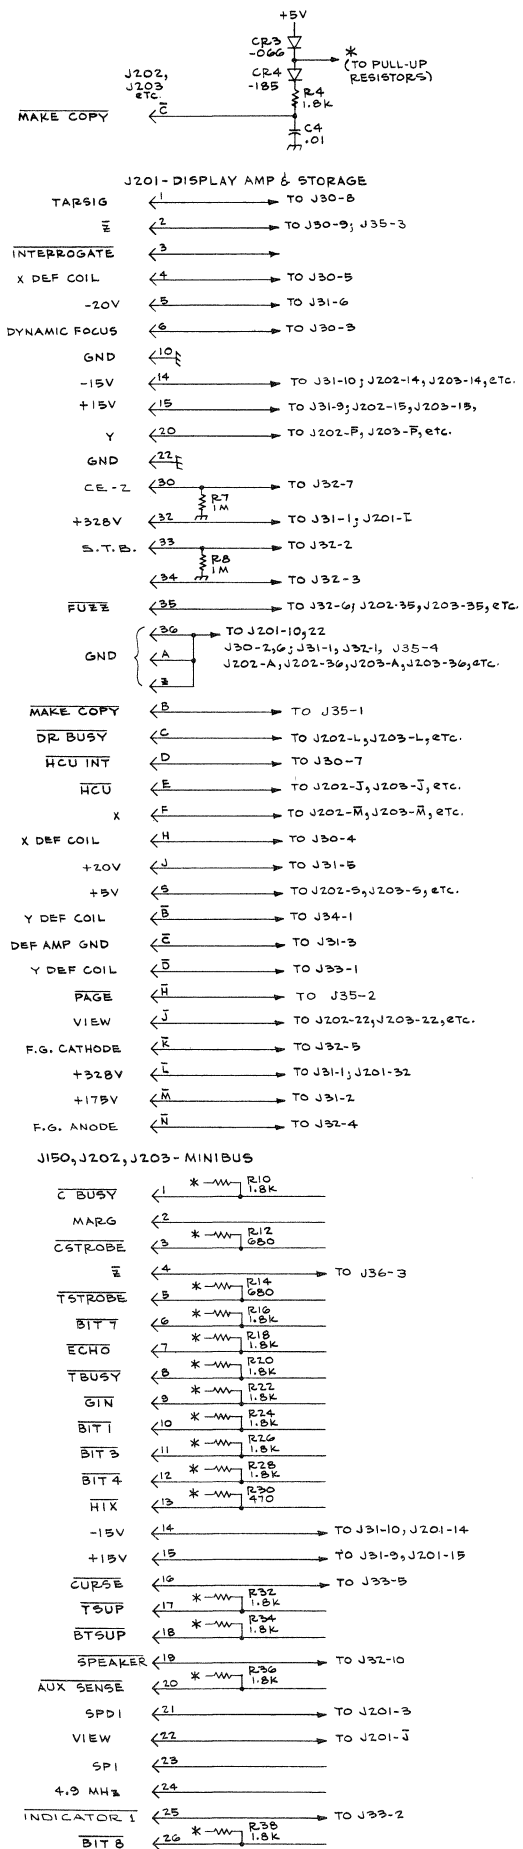 +5V
CR3
-066
*
(TO PULL-UP
RESISTORS)
CR4
-185
R4
1.8K
J202,
J203
etc.
MAKE COPY C̄
C4
.01
J201-DISPLAY AMP & STORAGE
TARSIG 1 TO J30-8
Z̄ 2 TO J30-9; J35-3
INTERROGATE 3
X DEF COIL 4 TO J30-5
-20V 5 TO J31-6
DYNAMIC FOCUS 6 TO J30-3
GND 10
-15V 14 TO J31-10; J202-14, J203-14, etc.
+15V 15 TO J31-9; J202-15, J203-15,
Y 20 TO J202-P̄, J203-P̄, etc.
GND 22
CE-2 30 TO J32-7
R7
1M
+328V 32 TO J31-1; J201-L̄
S.T.B. 33 TO J32-2
R8
1M
34 TO J32-3
FUZZ 35 TO J32-6; J202-35, J203-35, etc.
36 TO J201-10,22
GND A J30-2,6; J31-1, J32-1, J35-4
J202-A, J202-36, J203-A, J203-36, etc.
Z
MAKE COPY B TO J35-1
DR BUSY C TO J202-L, J203-L, etc.
HCU INT D TO J30-7
HCU E TO J202-J̄, J203-J̄, etc.
X F TO J202-M̄, J203-M̄, etc.
X DEF COIL H TO J30-4
+20V J TO J31-5
+5V S TO J202-S, J203-S, etc.
Y DEF COIL B̄ TO J34-1
DEF AMP GND C̄ TO J31-3
Y DEF COIL D̄ TO J33-1
PAGE H̄ TO J35-2
VIEW J̄ TO J202-22, J203-22, etc.
F.G. CATHODE K̄ TO J32-5
+328V L̄ TO J31-1; J201-32
+175V M̄ TO J31-2
F.G. ANODE N̄ TO J32-4
J150, J202, J203-MINIBUS
C BUSY 1 * R10 1.8K
MARG 2
CSTROBE 3 * R12 680
Z̄ 4 TO J36-3
TSTROBE 5 * R14 680
BIT 7 6 * R16 1.8K
ECHO 7 * R18 1.8K
TBUSY 8 * R20 1.8K
GIN 9 * R22 1.8K
BIT 1 10 * R24 1.8K
BIT 3 11 * R26 1.8K
BIT 4 12 * R28 1.8K
HIX 13 * R30 470
-15V 14 TO J31-10, J201-14
+15V 15 TO J31-9, J201-15
CURSE 16 TO J33-5
TSUP 17 * R32 1.8K
BTSUP 18 * R34 1.8K
SPEAKER 19 TO J32-10
AUX SENSE 20 * R36 1.8K
SPDI 21 TO J201-3
VIEW 22 TO J201-J̄
SPI 23
4.9 MHz 24
INDICATOR 1 25 TO J33-2
BIT 8 26 * R38 1.8K